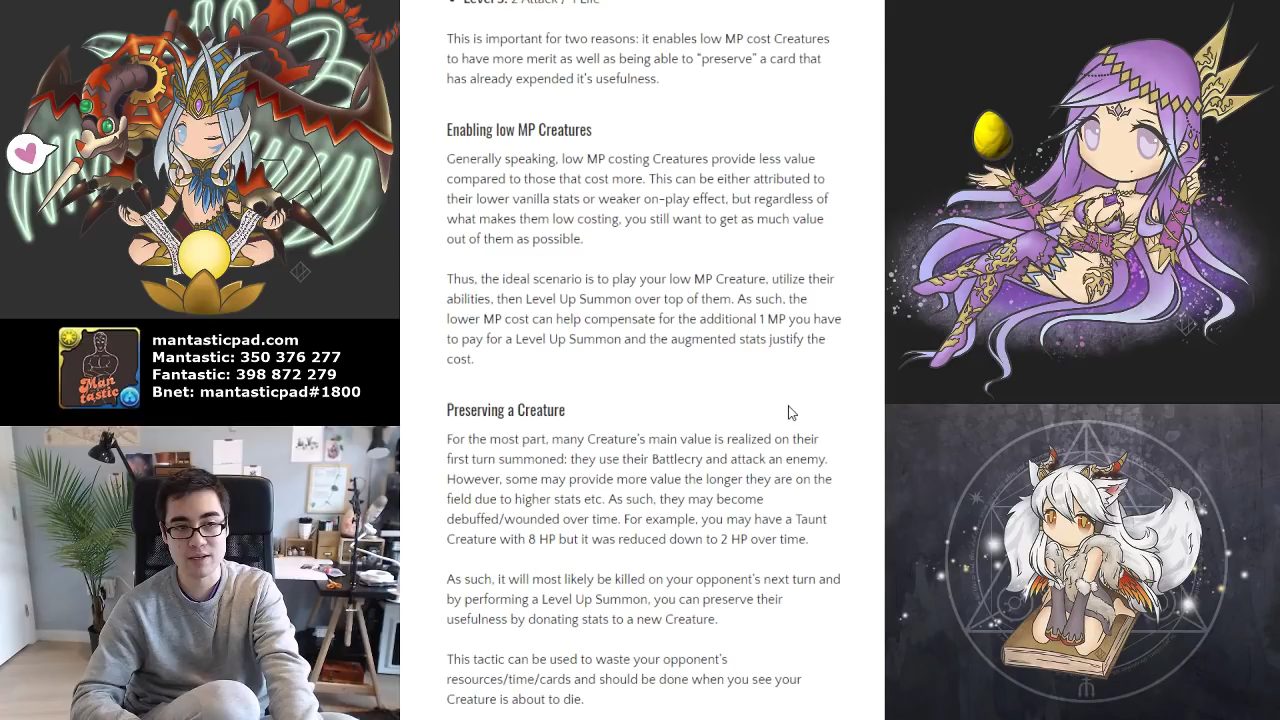 Level 3: 2 Attack / 1 Life
This is important for two reasons: it enables low MP cost Creatures
to have more merit as well as being able to “preserve” a card that
has already expended it’s usefulness.
Enabling low MP Creatures
Generally speaking, low MP costing Creatures provide less value
compared to those that cost more. This can be either attributed to
their lower vanilla stats or weaker on-play effect, but regardless of
what makes them low costing, you still want to get as much value
out of them as possible.
Thus, the ideal scenario is to play your low MP Creature, utilize their
abilities, then Level Up Summon over top of them. As such, the
lower MP cost can help compensate for the additional 1 MP you have
to pay for a Level Up Summon and the augmented stats justify the
cost.
Preserving a Creature
For the most part, many Creature’s main value is realized on their
first turn summoned: they use their Battlecry and attack an enemy.
However, some may provide more value the longer they are on the
field due to higher stats etc. As such, they may become
debuffed/wounded over time. For example, you may have a Taunt
Creature with 8 HP but it was reduced down to 2 HP over time.
As such, it will most likely be killed on your opponent’s next turn and
by performing a Level Up Summon, you can preserve their
usefulness by donating stats to a new Creature.
This tactic can be used to waste your opponent’s
resources/time/cards and should be done when you see your
Creature is about to die.
Man
tastic
mantasticpad.com
Mantastic: 350 376 277
Fantastic: 398 872 279
Bnet: mantasticpad#1800